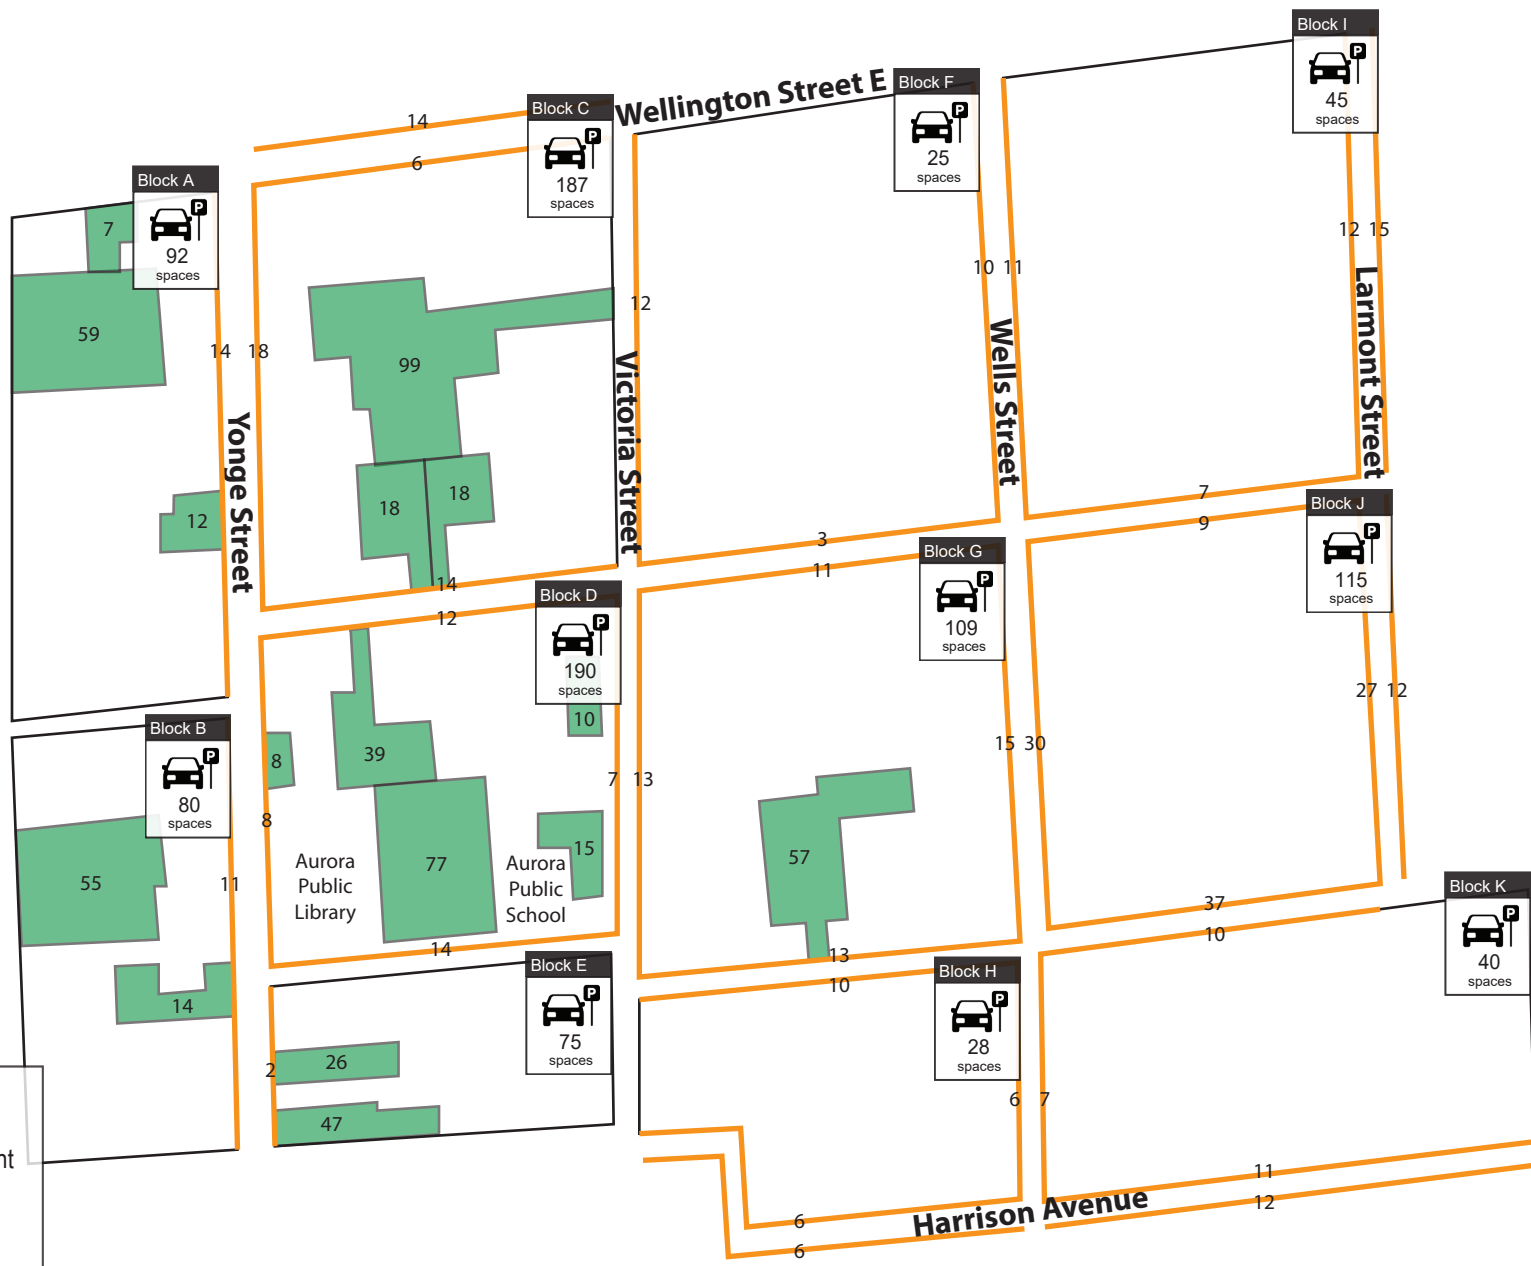 Block I
P
45
spaces
Wellington Street E
Block F
P
25
spaces
Block C
P
187
spaces
14
6
Block A
P
92
spaces
7
59
14
18
12
10
11
12
15
99
18
18
12
Yonge Street
Victoria Street
Wells Street
Larmont Street
14
12
3
11
7
9
Block J
P
115
spaces
Block G
P
109
spaces
Block D
P
190
spaces
10
Block B
P
80
spaces
8
39
8
7
13
15
30
27
12
55
11
Aurora
Public
Library
77
Aurora
Public
School
15
57
14
14
13
10
37
10
Block K
P
40
spaces
Block E
P
75
spaces
Block H
P
28
spaces
2
26
47
6
7
6
6
Harrison Avenue
11
12